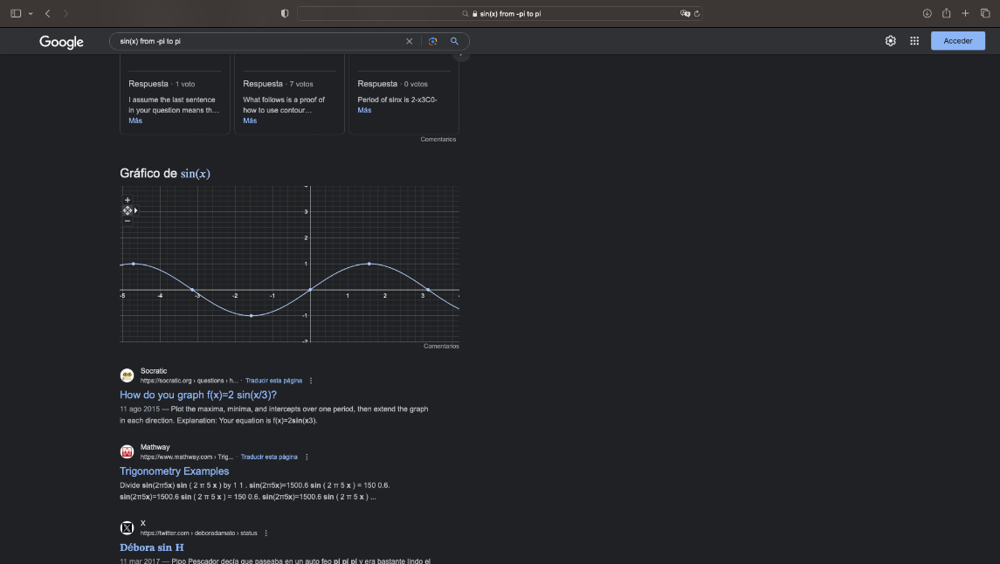 sin(x) from -pi to pi
Google
sin(x) from -pi to pi
Acceder
Respuesta · 1 voto
I assume the last sentence
in your question means th...
Más
Respuesta · 7 votos
What follows is a proof of
how to use contour...
Más
Respuesta · 0 votos
Period of sinx is 2-x3C0-
Más
Comentarios
Gráfico de sin(x)
3
2
1
-5 -4 -3 -2 -1 1 2 3
-1
-2
Comentarios
Socratic
https://socratic.org › questions › h... · Traducir esta página
How do you graph f(x)=2 sin(x/3)?
11 ago 2015 — Plot the maxima, minima, and intercepts over one period, then extend the graph
in each direction. Explanation: Your equation is f(x)=2sin(x3).
Mathway
https://www.mathway.com › Trig... · Traducir esta página
Trigonometry Examples
Divide sin(2π5x) sin ( 2 π 5 x ) by 1 1 . sin(2π5x)=1500.6 sin ( 2 π 5 x ) = 150 0.6.
sin(2π5x)=1500.6 sin ( 2 π 5 x ) = 150 0.6. sin(2π5x)=1500.6 sin ( 2 π 5 x ) ...
X
https://twitter.com › deboradamato › status
Débora sin H
11 mar 2017 — Pipo Pescador decía que paseaba en un auto feo pí pí pí y era bastante lindo el